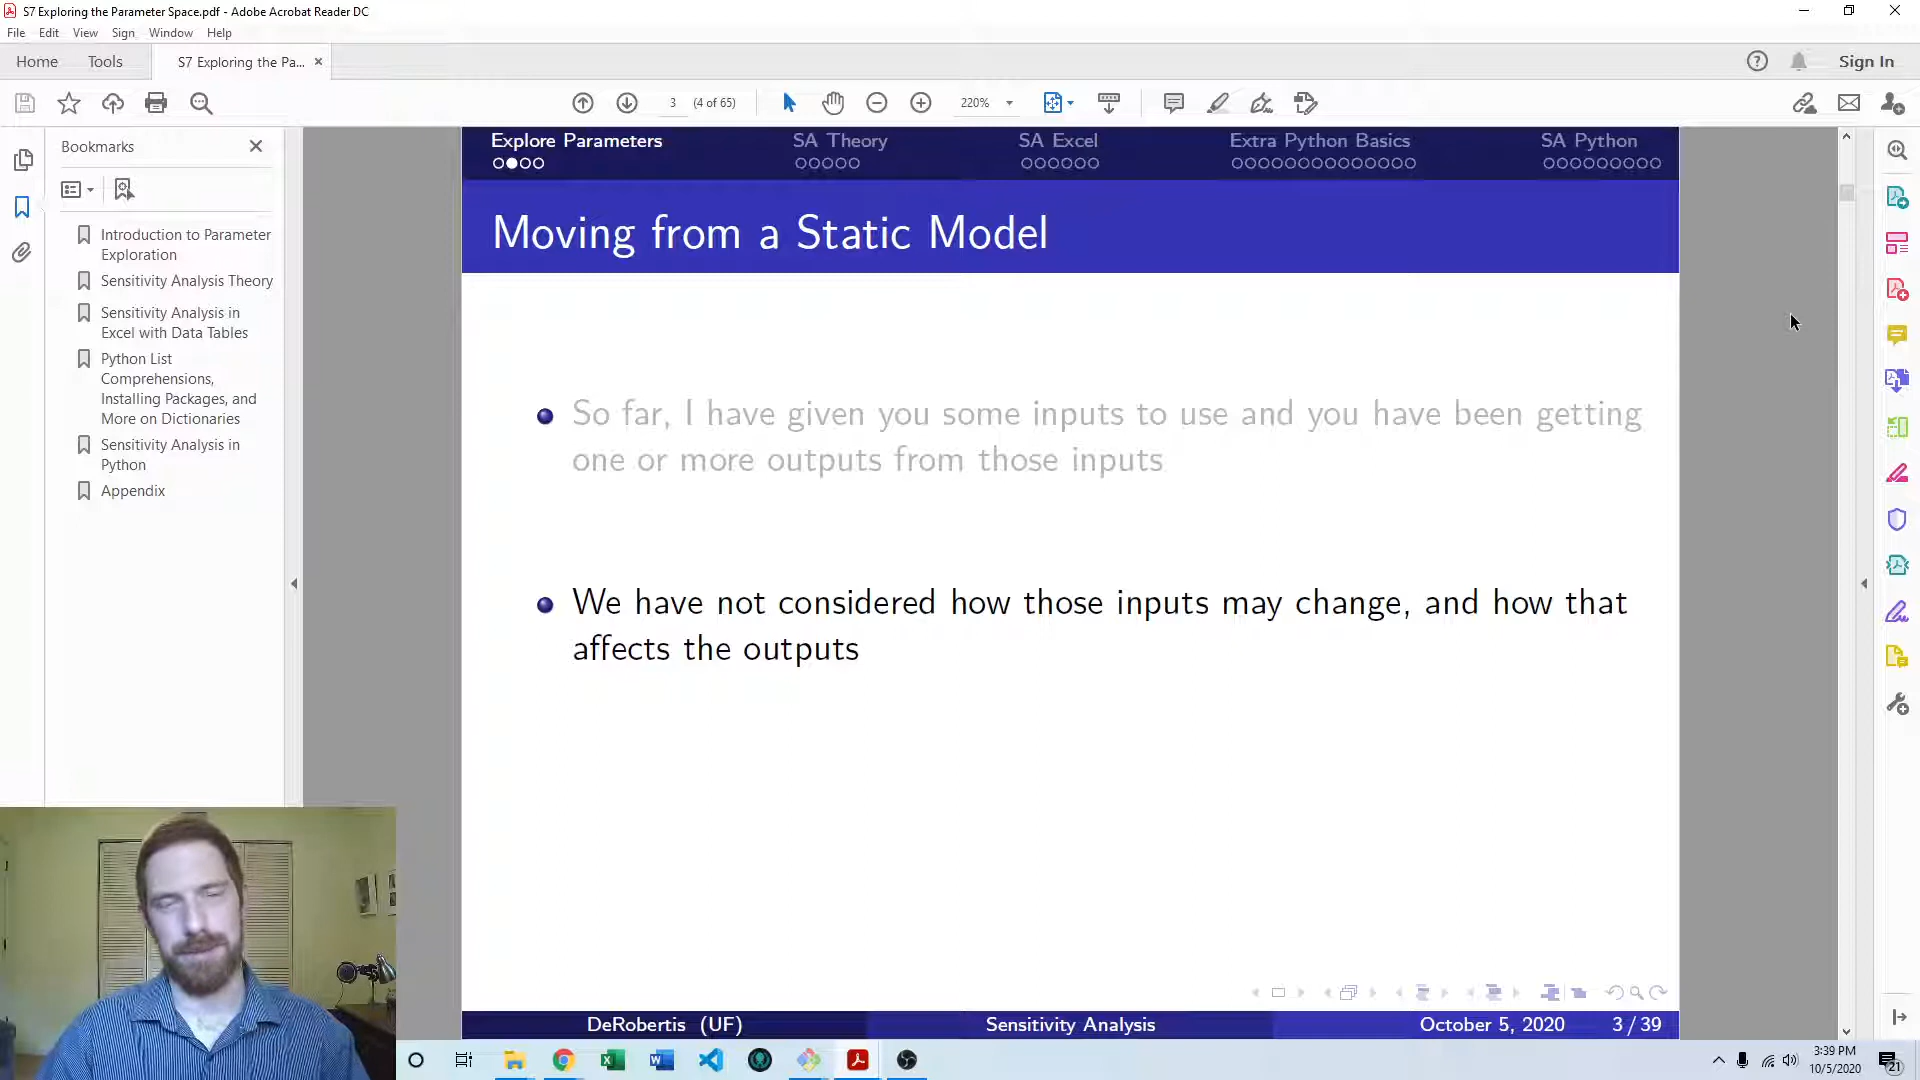 S7 Exploring the Parameter Space.pdf - Adobe Acrobat Reader DC
File Edit View Sign Window Help
Home Tools S7 Exploring the Pa... Sign In
3 (4 of 65) 220%
Bookmarks
Introduction to Parameter
Exploration
Sensitivity Analysis Theory
Sensitivity Analysis in
Excel with Data Tables
Python List
Comprehensions,
Installing Packages, and
More on Dictionaries
Sensitivity Analysis in
Python
Appendix
Explore Parameters SA Theory SA Excel Extra Python Basics SA Python
Moving from a Static Model
So far, I have given you some inputs to use and you have been getting
one or more outputs from those inputs
We have not considered how those inputs may change, and how that
affects the outputs
DeRobertis (UF) Sensitivity Analysis October 5, 2020 3 / 39
3:39 PM
10/5/2020
21